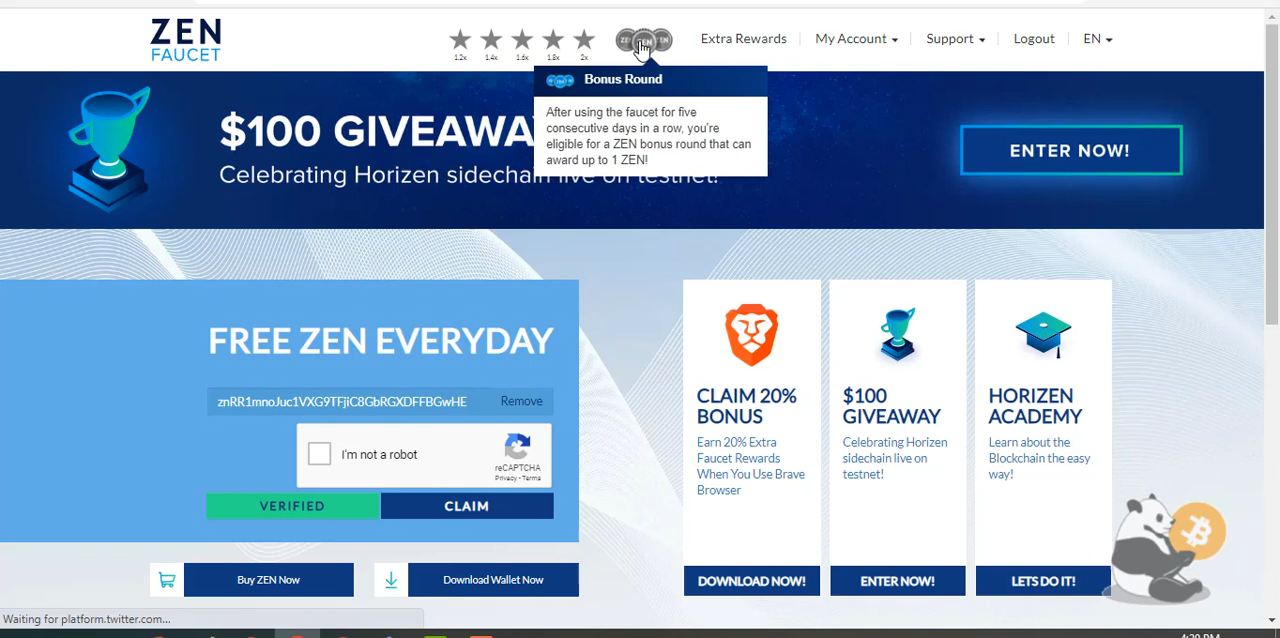 ZEN
FAUCET
1.2x 1.4x 1.6x 1.8x 2x
ZEN
Extra Rewards
My Account
Support
Logout
EN
Bonus Round
After using the faucet for five
consecutive days in a row, you're
eligible for a ZEN bonus round that can
award up to 1 ZEN!
$100 GIVEAWA
Celebrating Horizen sidechain live on testnet!
ENTER NOW!
FREE ZEN EVERYDAY
znRR1mnoJuc1VXG9TFjiC8GbRGXDFFBGwHE
Remove
I'm not a robot
reCAPTCHA
Privacy - Terms
VERIFIED
CLAIM
Buy ZEN Now
Download Wallet Now
CLAIM 20%
BONUS
Earn 20% Extra
Faucet Rewards
When You Use Brave
Browser
DOWNLOAD NOW!
$100
GIVEAWAY
Celebrating Horizen
sidechain live on
testnet!
ENTER NOW!
HORIZEN
ACADEMY
Learn about the
Blockchain the easy
way!
LETS DO IT!
Waiting for platform.twitter.com...
4:20 PM